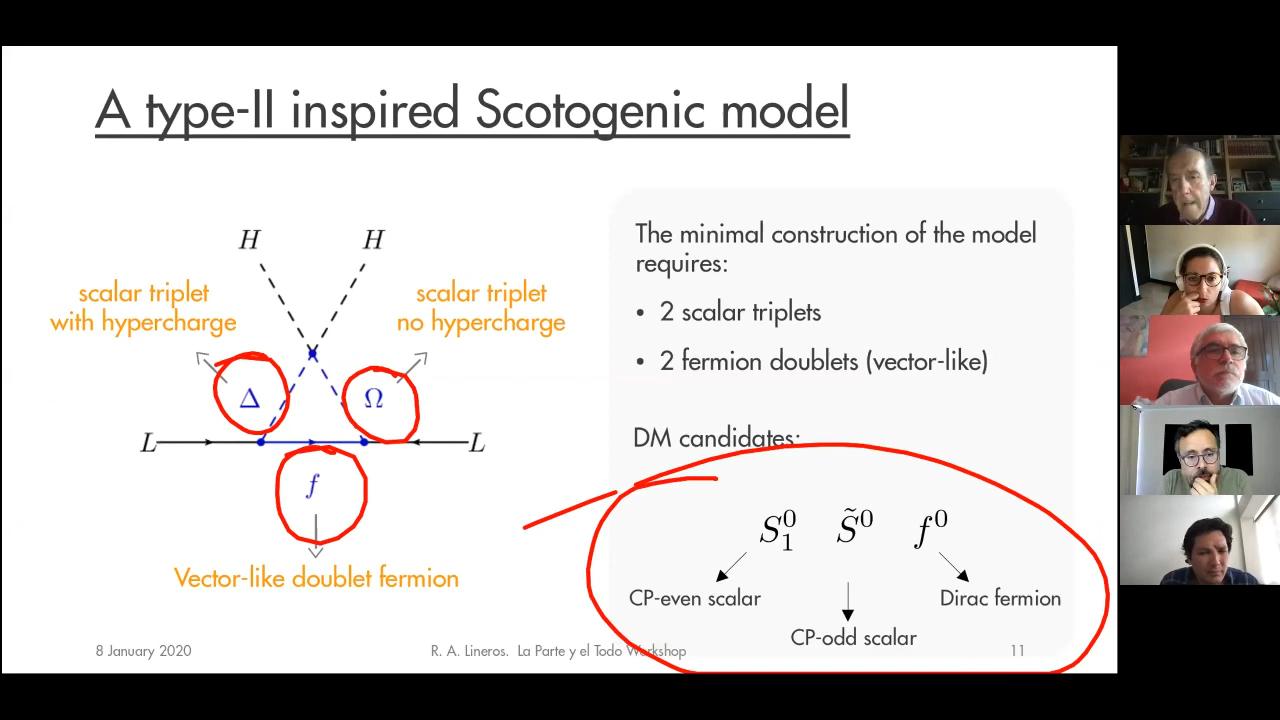 A type-II inspired Scotogenic model
H H
scalar triplet
with hypercharge
scalar triplet
no hypercharge
Δ Ω
L L
f
Vector-like doublet fermion
The minimal construction of the model
requires:
• 2 scalar triplets
• 2 fermion doublets (vector-like)
DM candidates:
S₁⁰ S̃⁰ f⁰
CP-even scalar
Dirac fermion
CP-odd scalar
8 January 2020
R. A. Lineros. La Parte y el Todo Workshop
11